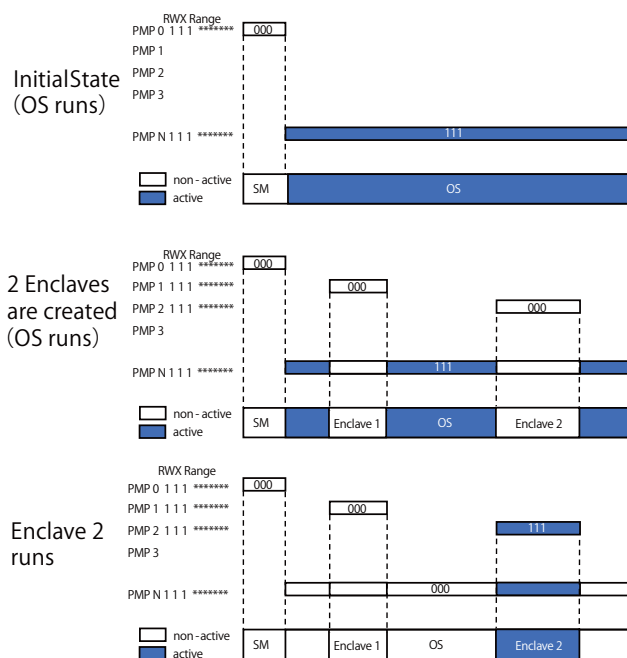 RWX Range
PMP 0 1 1 1 ******* 000
PMP 1
PMP 2
PMP 3
InitialState
(OS runs)
PMP N 1 1 1 ******* 111
non - active
active
SM OS
RWX Range
PMP 0 1 1 1 ******* 000
PMP 1 1 1 1 ******* 000
PMP 2 1 1 1 ******* 000
PMP 3
2 Enclaves
are created
(OS runs)
PMP N 1 1 1 ******* 111
non - active
active
SM Enclave 1 OS Enclave 2
RWX Range
PMP 0 1 1 1 ******* 000
PMP 1 1 1 1 ******* 000
PMP 2 1 1 1 ******* 111
PMP 3
Enclave 2
runs
PMP N 1 1 1 ******* 000
non - active
active
SM Enclave 1 OS Enclave 2